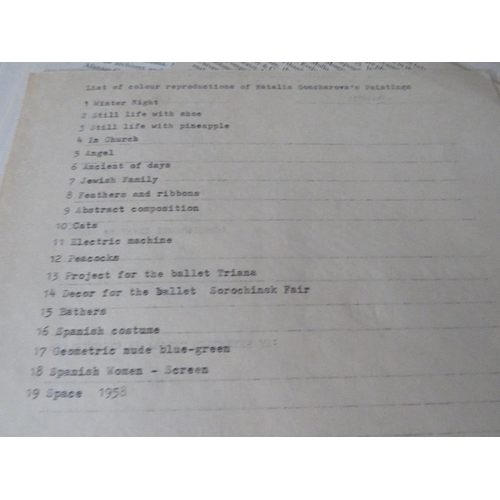 List of colour reproductions of Natalia Goncharova's Paintings
1 Winter Night
2 Still life with shoe
3 Still life with pineapple
4 In Church
5 Angel
6 Ancient of days
7 Jewish Family
8 Feathers and ribbons
9 Abstract composition
10 Cats
11 Electric machine
12 Peacocks
13 Project for the ballet Triana
14 Decor for the ballet Sorochinsk Fair
15 Bathers
16 Spanish costume
17 Geometric nude blue-green
18 Spanish Women - Screen
19 Space 1958